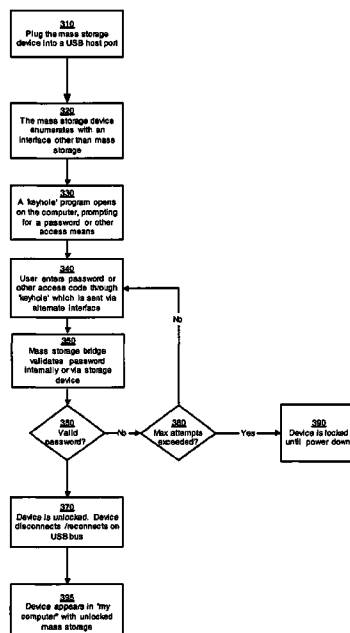 310
Plug the mass storage
device into a USB host port
320
The mass storage device
enumerates with an
interface other than mass
storage
330
A 'keyhole' program opens
on the computer, prompting
for a password or other
access means
340
User enters password or
other access code through
'keyhole' which is sent via
alternate interface
350
Mass storage bridge
validates password
internally or via storage
device
360
Valid
password?
No
380
Max attempts
exceeded?
No
Yes
390
Device is locked
until power down
370
Device is unlocked. Device
disconnects /reconnects on
USB bus
395
Device appears in "my
computer" with unlocked
mass storage